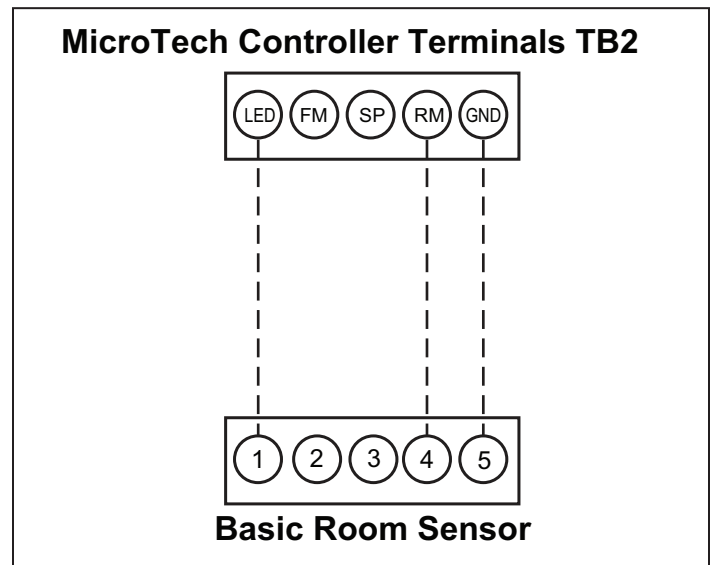 MicroTech Controller Terminals TB2
LED FM SP RM GND
1 2 3 4 5
Basic Room Sensor